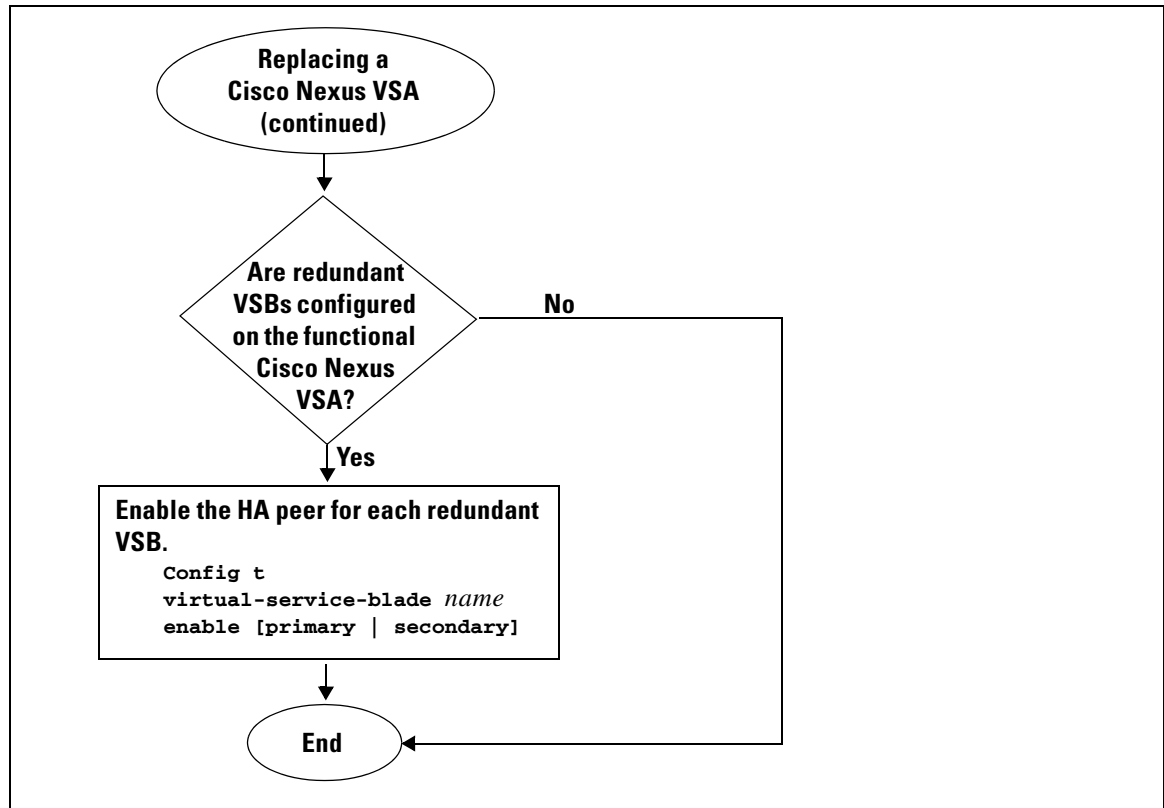 Replacing a
Cisco Nexus VSA
(continued)
Are redundant
VSBs configured
on the functional
Cisco Nexus
VSA?
No
Yes
Enable the HA peer for each redundant
VSB.
Config t
virtual-service-blade name
enable [primary | secondary]
End